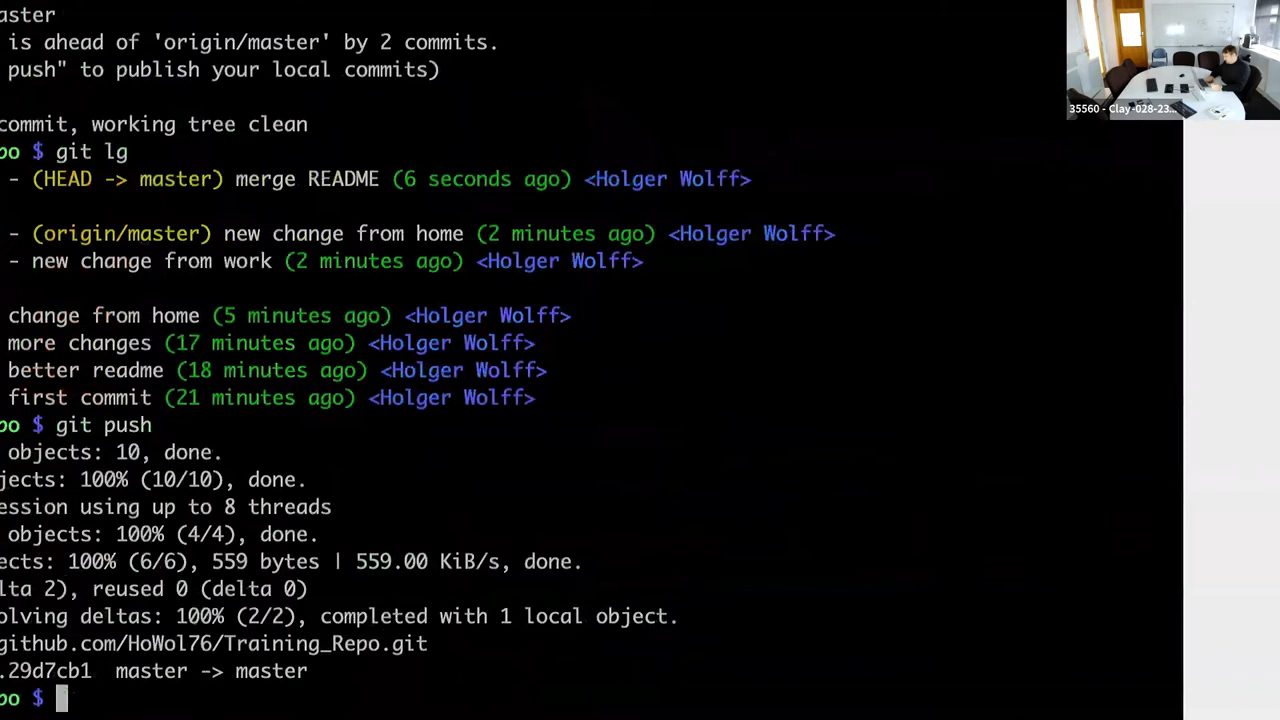 aster
is ahead of 'origin/master' by 2 commits.
push" to publish your local commits)
commit, working tree clean
po $ git lg
- (HEAD -> master) merge README (6 seconds ago) <Holger Wolff>
- (origin/master) new change from home (2 minutes ago) <Holger Wolff>
- new change from work (2 minutes ago) <Holger Wolff>
change from home (5 minutes ago) <Holger Wolff>
more changes (17 minutes ago) <Holger Wolff>
better readme (18 minutes ago) <Holger Wolff>
first commit (21 minutes ago) <Holger Wolff>
po $ git push
objects: 10, done.
jects: 100% (10/10), done.
ession using up to 8 threads
objects: 100% (4/4), done.
ects: 100% (6/6), 559 bytes | 559.00 KiB/s, done.
lta 2), reused 0 (delta 0)
olving deltas: 100% (2/2), completed with 1 local object.
github.com/HoWol76/Training_Repo.git
.29d7cb1  master -> master
po $
35560 - Clay-028-23...